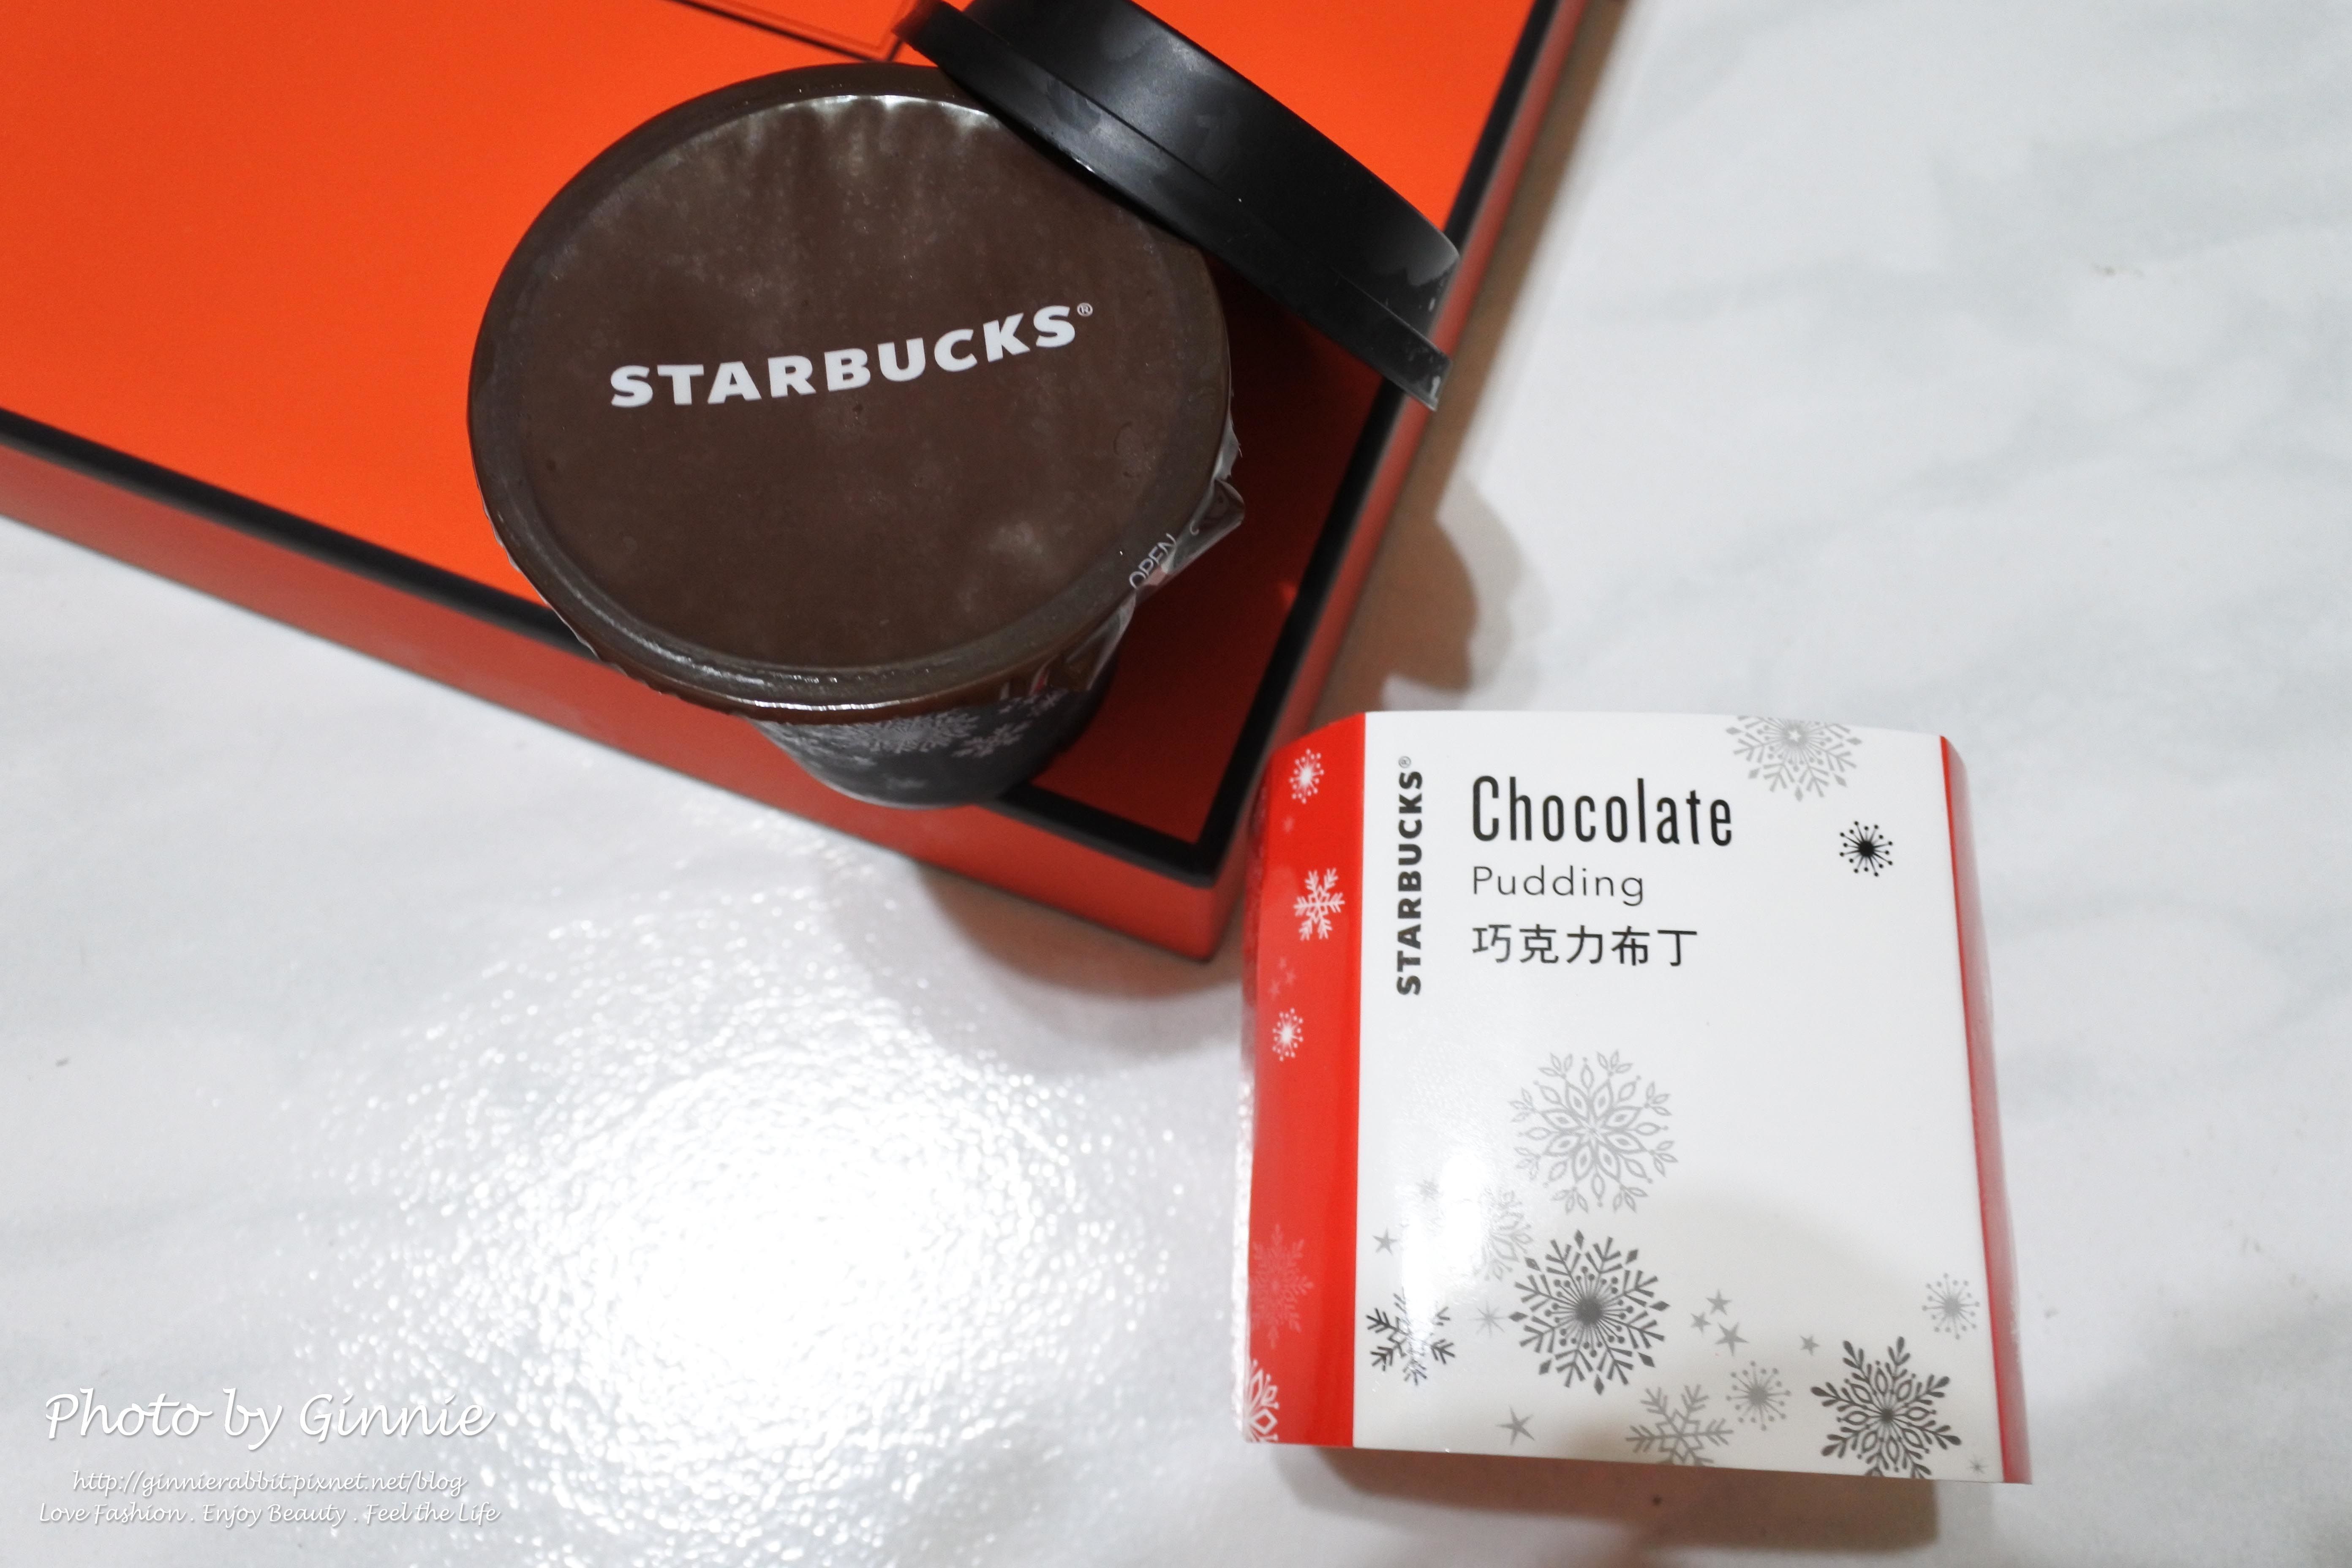 STARBUCKS®
OPEN
STARBUCKS®
Chocolate
Pudding
巧克力布丁
Photo by Ginnie
http://ginnierabbit.pixnet.net/blog
Love Fashion . Enjoy Beauty . Feel the Life